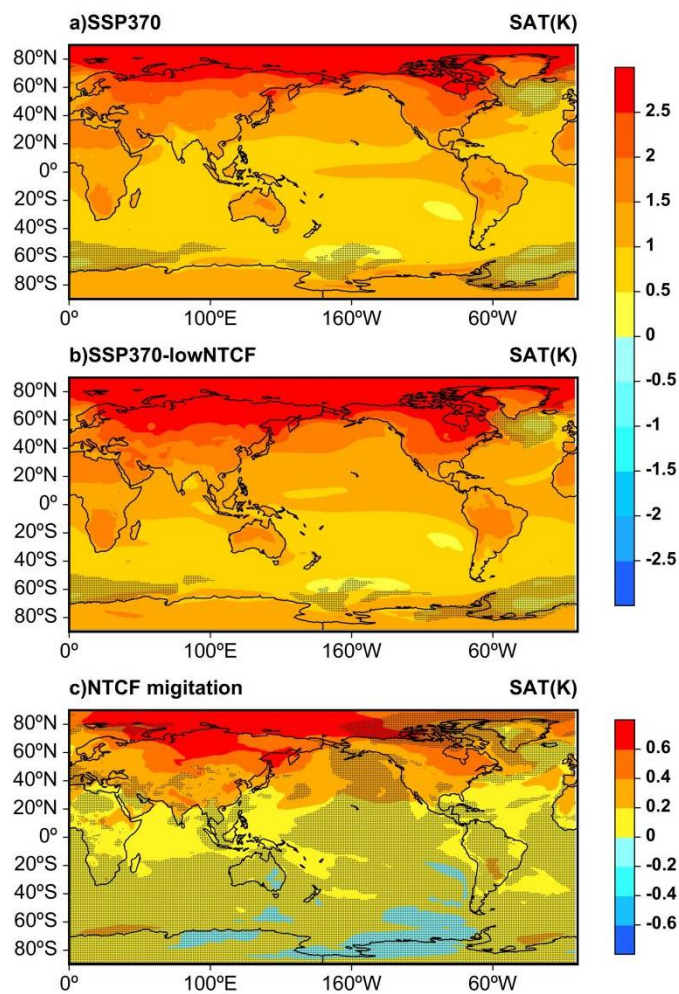 a)SSP370 SAT(K)
80ºN
60ºN
40ºN
20ºN
0º
20ºS
40ºS
60ºS
80ºS
0º 100ºE 160ºW 60ºW
2.5
2
1.5
1
0.5
0
-0.5
-1
-1.5
-2
-2.5
b)SSP370-lowNTCF SAT(K)
80ºN
60ºN
40ºN
20ºN
0º
20ºS
40ºS
60ºS
80ºS
0º 100ºE 160ºW 60ºW
c)NTCF migitation SAT(K)
80ºN
60ºN
40ºN
20ºN
0º
20ºS
40ºS
60ºS
80ºS
0º 100ºE 160ºW 60ºW
0.6
0.4
0.2
0
-0.2
-0.4
-0.6